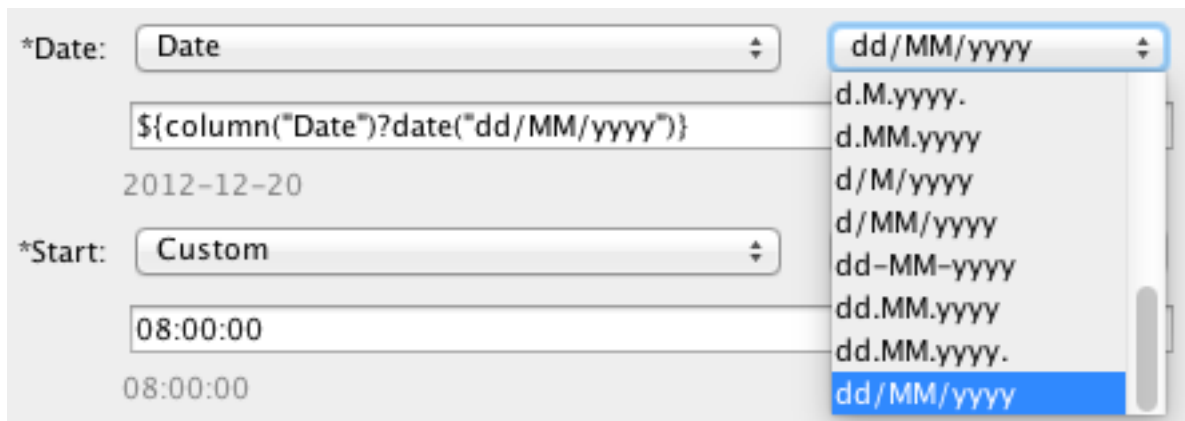 *Date: Date dd/MM/yyyy
d.M.yyyy.
${column("Date")?date("dd/MM/yyyy")}
d.MM.yyyy
d/M/yyyy
2012-12-20
d/MM/yyyy
*Start: Custom
dd-MM-yyyy
dd.MM.yyyy
08:00:00
dd.MM.yyyy.
08:00:00
dd/MM/yyyy